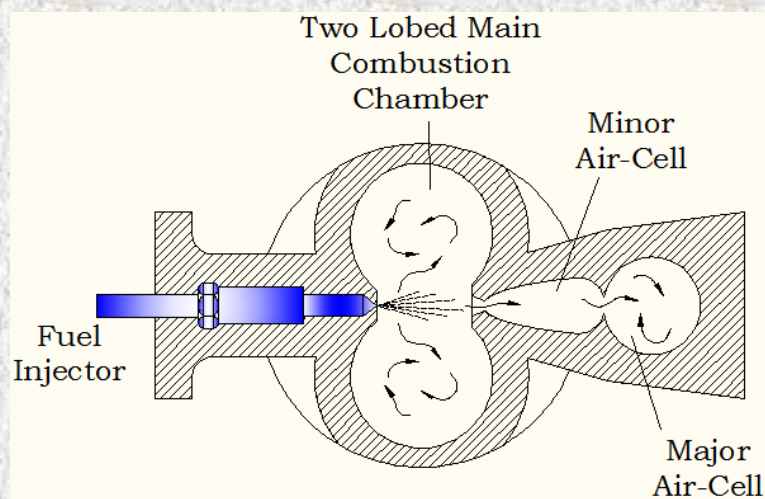 Two Lobed Main
Combustion
Chamber
Minor
Air-Cell
Fuel
Injector
Major
Air-Cell